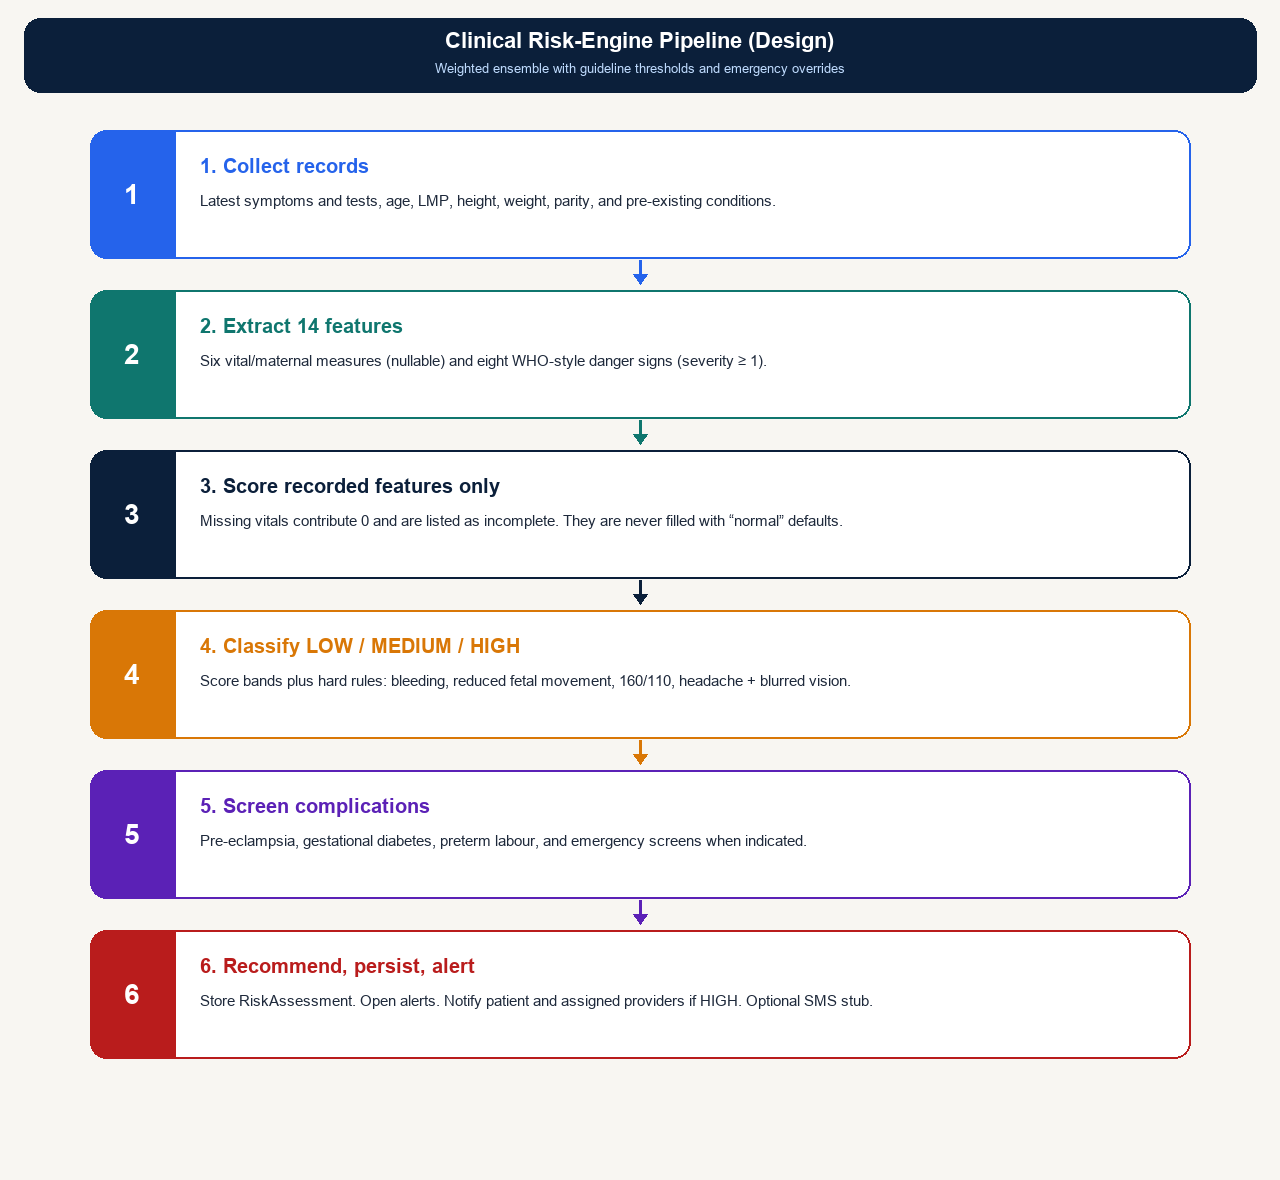 Clinical Risk-Engine Pipeline (Design)
Weighted ensemble with guideline thresholds and emergency overrides
1
1. Collect records
Latest symptoms and tests, age, LMP, height, weight, parity, and pre-existing conditions.
2
2. Extract 14 features
Six vital/maternal measures (nullable) and eight WHO-style danger signs (severity ≥ 1).
3
3. Score recorded features only
Missing vitals contribute 0 and are listed as incomplete. They are never filled with “normal” defaults.
4
4. Classify LOW / MEDIUM / HIGH
Score bands plus hard rules: bleeding, reduced fetal movement, 160/110, headache + blurred vision.
5
5. Screen complications
Pre-eclampsia, gestational diabetes, preterm labour, and emergency screens when indicated.
6
6. Recommend, persist, alert
Store RiskAssessment. Open alerts. Notify patient and assigned providers if HIGH. Optional SMS stub.